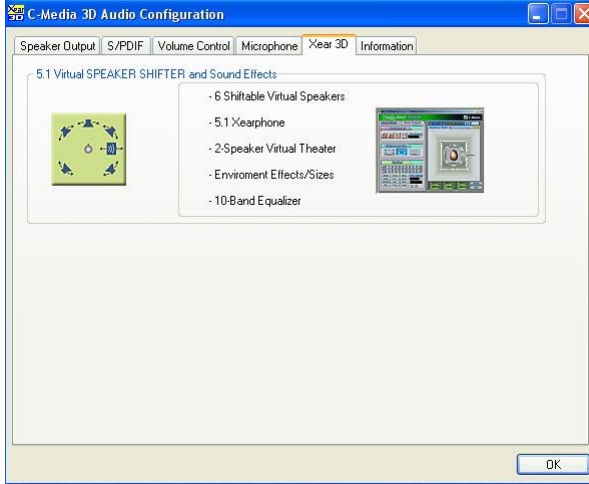 Xear 3D C-Media 3D Audio Configuration
Speaker Output S/PDIF Volume Control Microphone Xear 3D Information
5.1 Virtual SPEAKER SHIFTER and Sound Effects
- 6 Shiftable Virtual Speakers
- 5.1 Xearphone
- 2-Speaker Virtual Theater
- Enviroment Effects/Sizes
- 10-Band Equalizer
OK